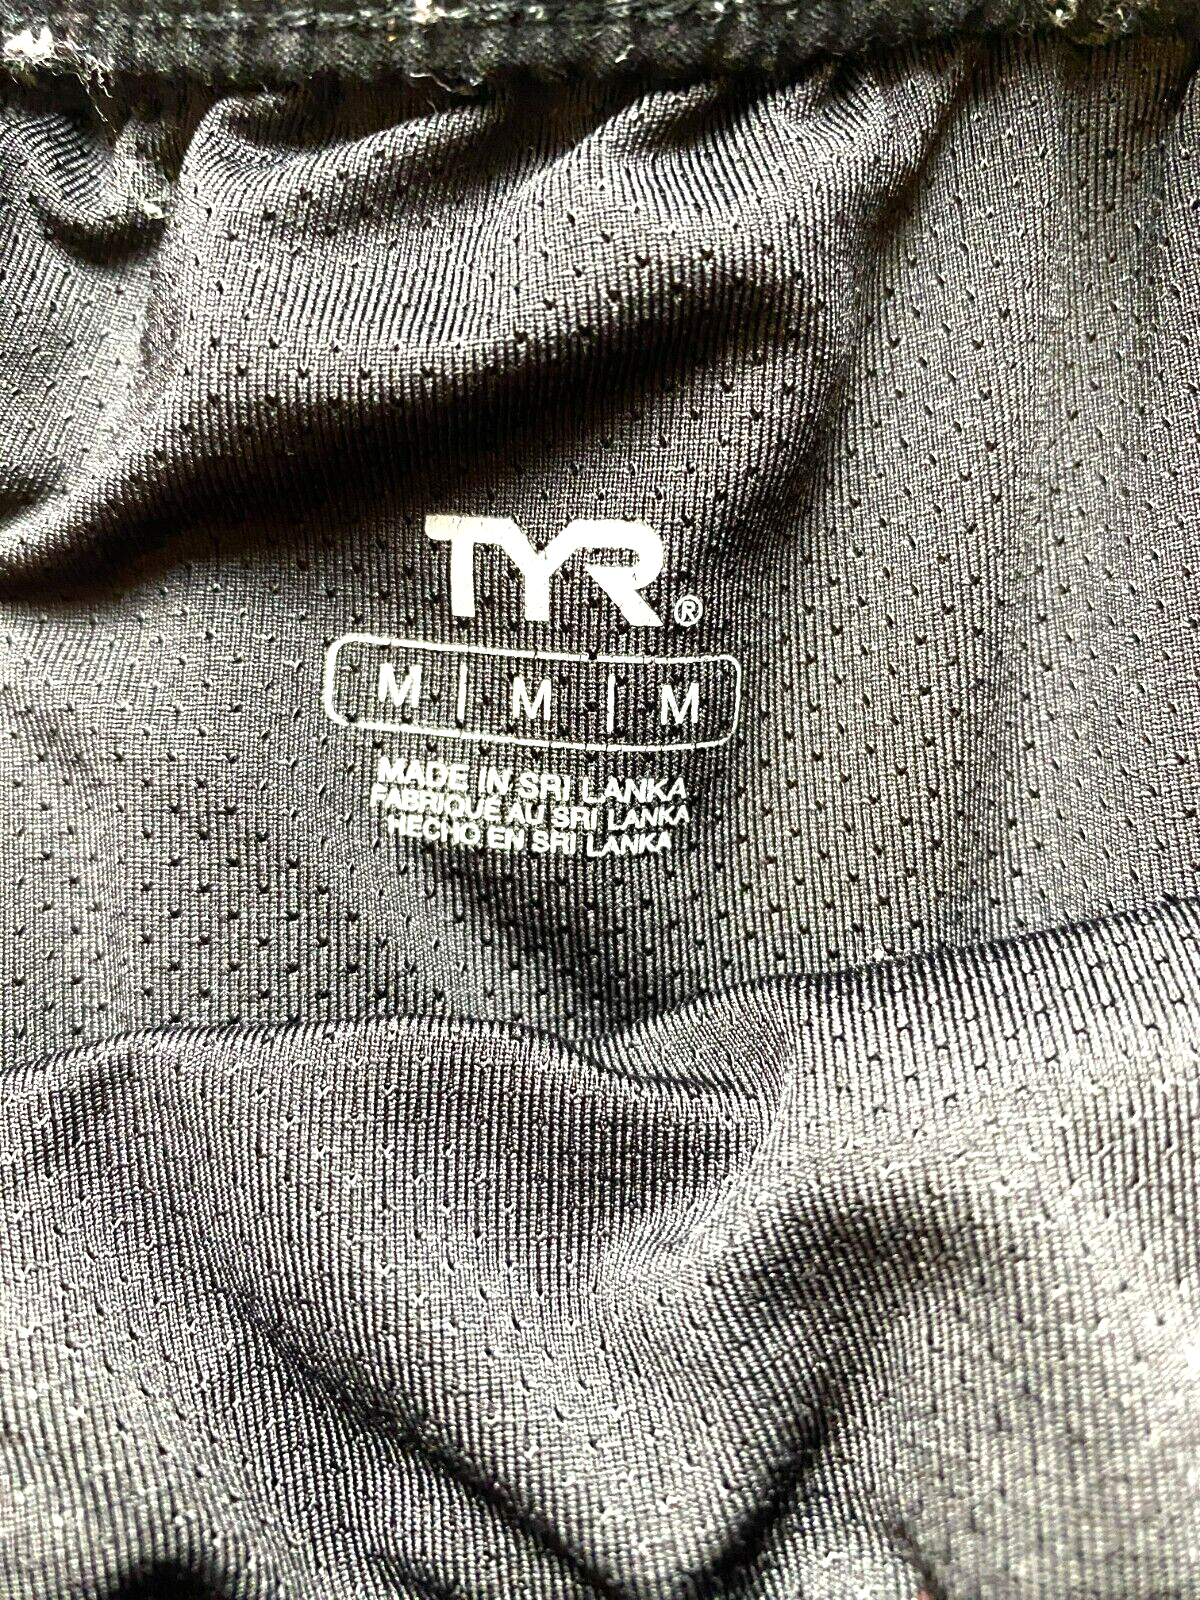 TYR®
M | M | M
MADE IN SRI LANKA
FABRIQUÉ AU SRI LANKA
HECHO EN SRI LANKA